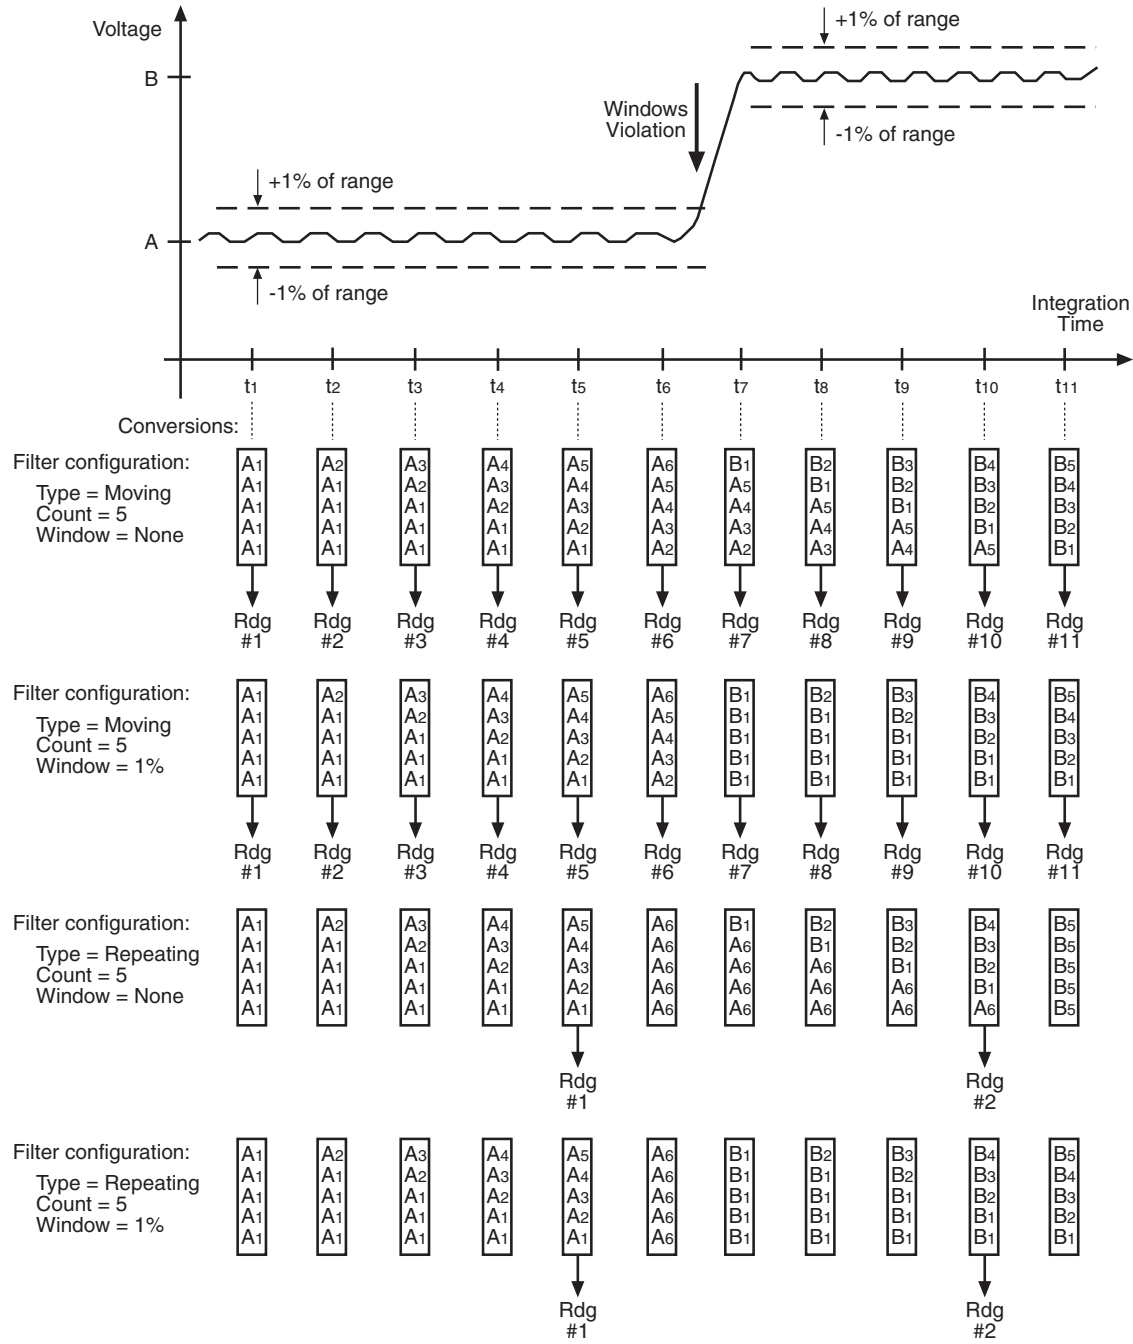 Voltage
+1% of range
B
Windows
Violation
-1% of range
+1% of range
A
-1% of range
Integration
Time
t1 t2 t3 t4 t5 t6 t7 t8 t9 t10 t11
Conversions:
Filter configuration:
Type = Moving
Count = 5
Window = None
A1 A2 A3 A4 A5 A6 B1 B2 B3 B4 B5
A1 A1 A2 A3 A4 A5 A5 B1 B2 B3 B4
A1 A1 A1 A2 A3 A4 A4 A5 B1 B2 B3
A1 A1 A1 A1 A2 A3 A3 A4 A5 B1 B2
A1 A1 A1 A1 A1 A2 A2 A3 A4 A5 B1
Rdg Rdg Rdg Rdg Rdg Rdg Rdg Rdg Rdg Rdg Rdg
#1 #2 #3 #4 #5 #6 #7 #8 #9 #10 #11
Filter configuration:
Type = Moving
Count = 5
Window = 1%
A1 A2 A3 A4 A5 A6 B1 B2 B3 B4 B5
A1 A1 A2 A3 A4 A5 B1 B1 B2 B3 B4
A1 A1 A1 A2 A3 A4 B1 B1 B1 B2 B3
A1 A1 A1 A1 A2 A3 B1 B1 B1 B1 B2
A1 A1 A1 A1 A1 A2 B1 B1 B1 B1 B1
Rdg Rdg Rdg Rdg Rdg Rdg Rdg Rdg Rdg Rdg Rdg
#1 #2 #3 #4 #5 #6 #7 #8 #9 #10 #11
Filter configuration:
Type = Repeating
Count = 5
Window = None
A1 A2 A3 A4 A5 A6 B1 B2 B3 B4 B5
A1 A1 A2 A3 A4 A6 A6 B1 B2 B3 B5
A1 A1 A1 A2 A3 A6 A6 A6 B1 B2 B5
A1 A1 A1 A1 A2 A6 A6 A6 A6 B1 B5
A1 A1 A1 A1 A1 A6 A6 A6 A6 A6 B5
Rdg Rdg
#1 #2
Filter configuration:
Type = Repeating
Count = 5
Window = 1%
A1 A2 A3 A4 A5 A6 B1 B2 B3 B4 B5
A1 A1 A2 A3 A4 A6 B1 B1 B2 B3 B4
A1 A1 A1 A2 A3 A6 B1 B1 B1 B2 B3
A1 A1 A1 A1 A2 A6 B1 B1 B1 B1 B2
A1 A1 A1 A1 A1 A6 B1 B1 B1 B1 B1
Rdg Rdg
#1 #2